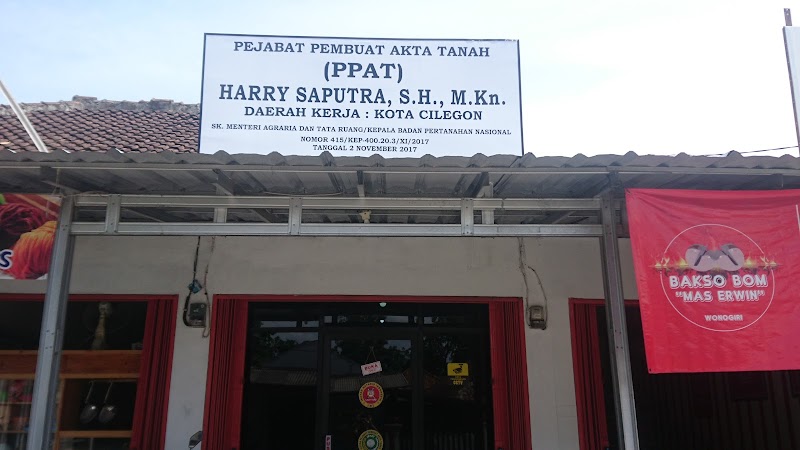 PEJABAT PEMBUAT AKTA TANAH
(PPAT)
HARRY SAPUTRA, S.H., M.Kn.
DAERAH KERJA : KOTA CILEGON
SK. MENTERI AGRARIA DAN TATA RUANG/KEPALA BADAN PERTANAHAN NASIONAL
NOMOR 415/KEP-400.20.3/XI/2017
TANGGAL 2 NOVEMBER 2017
BAKSO BOM
"MAS ERWIN"
WONOGIRI
BUKA